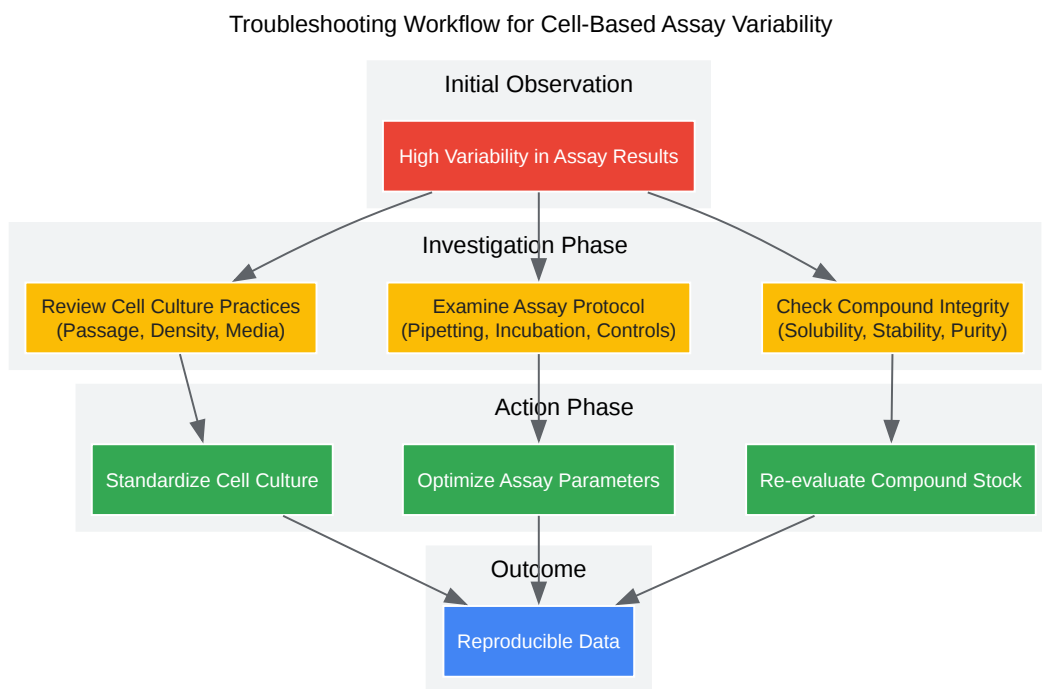 Troubleshooting Workflow for Cell-Based Assay Variability
Initial Observation
High Variability in Assay Results
Investigation Phase
Review Cell Culture Practices
(Passage, Density, Media)
Examine Assay Protocol
(Pipetting, Incubation, Controls)
Check Compound Integrity
(Solubility, Stability, Purity)
Action Phase
Standardize Cell Culture
Optimize Assay Parameters
Re-evaluate Compound Stock
Outcome
Reproducible Data